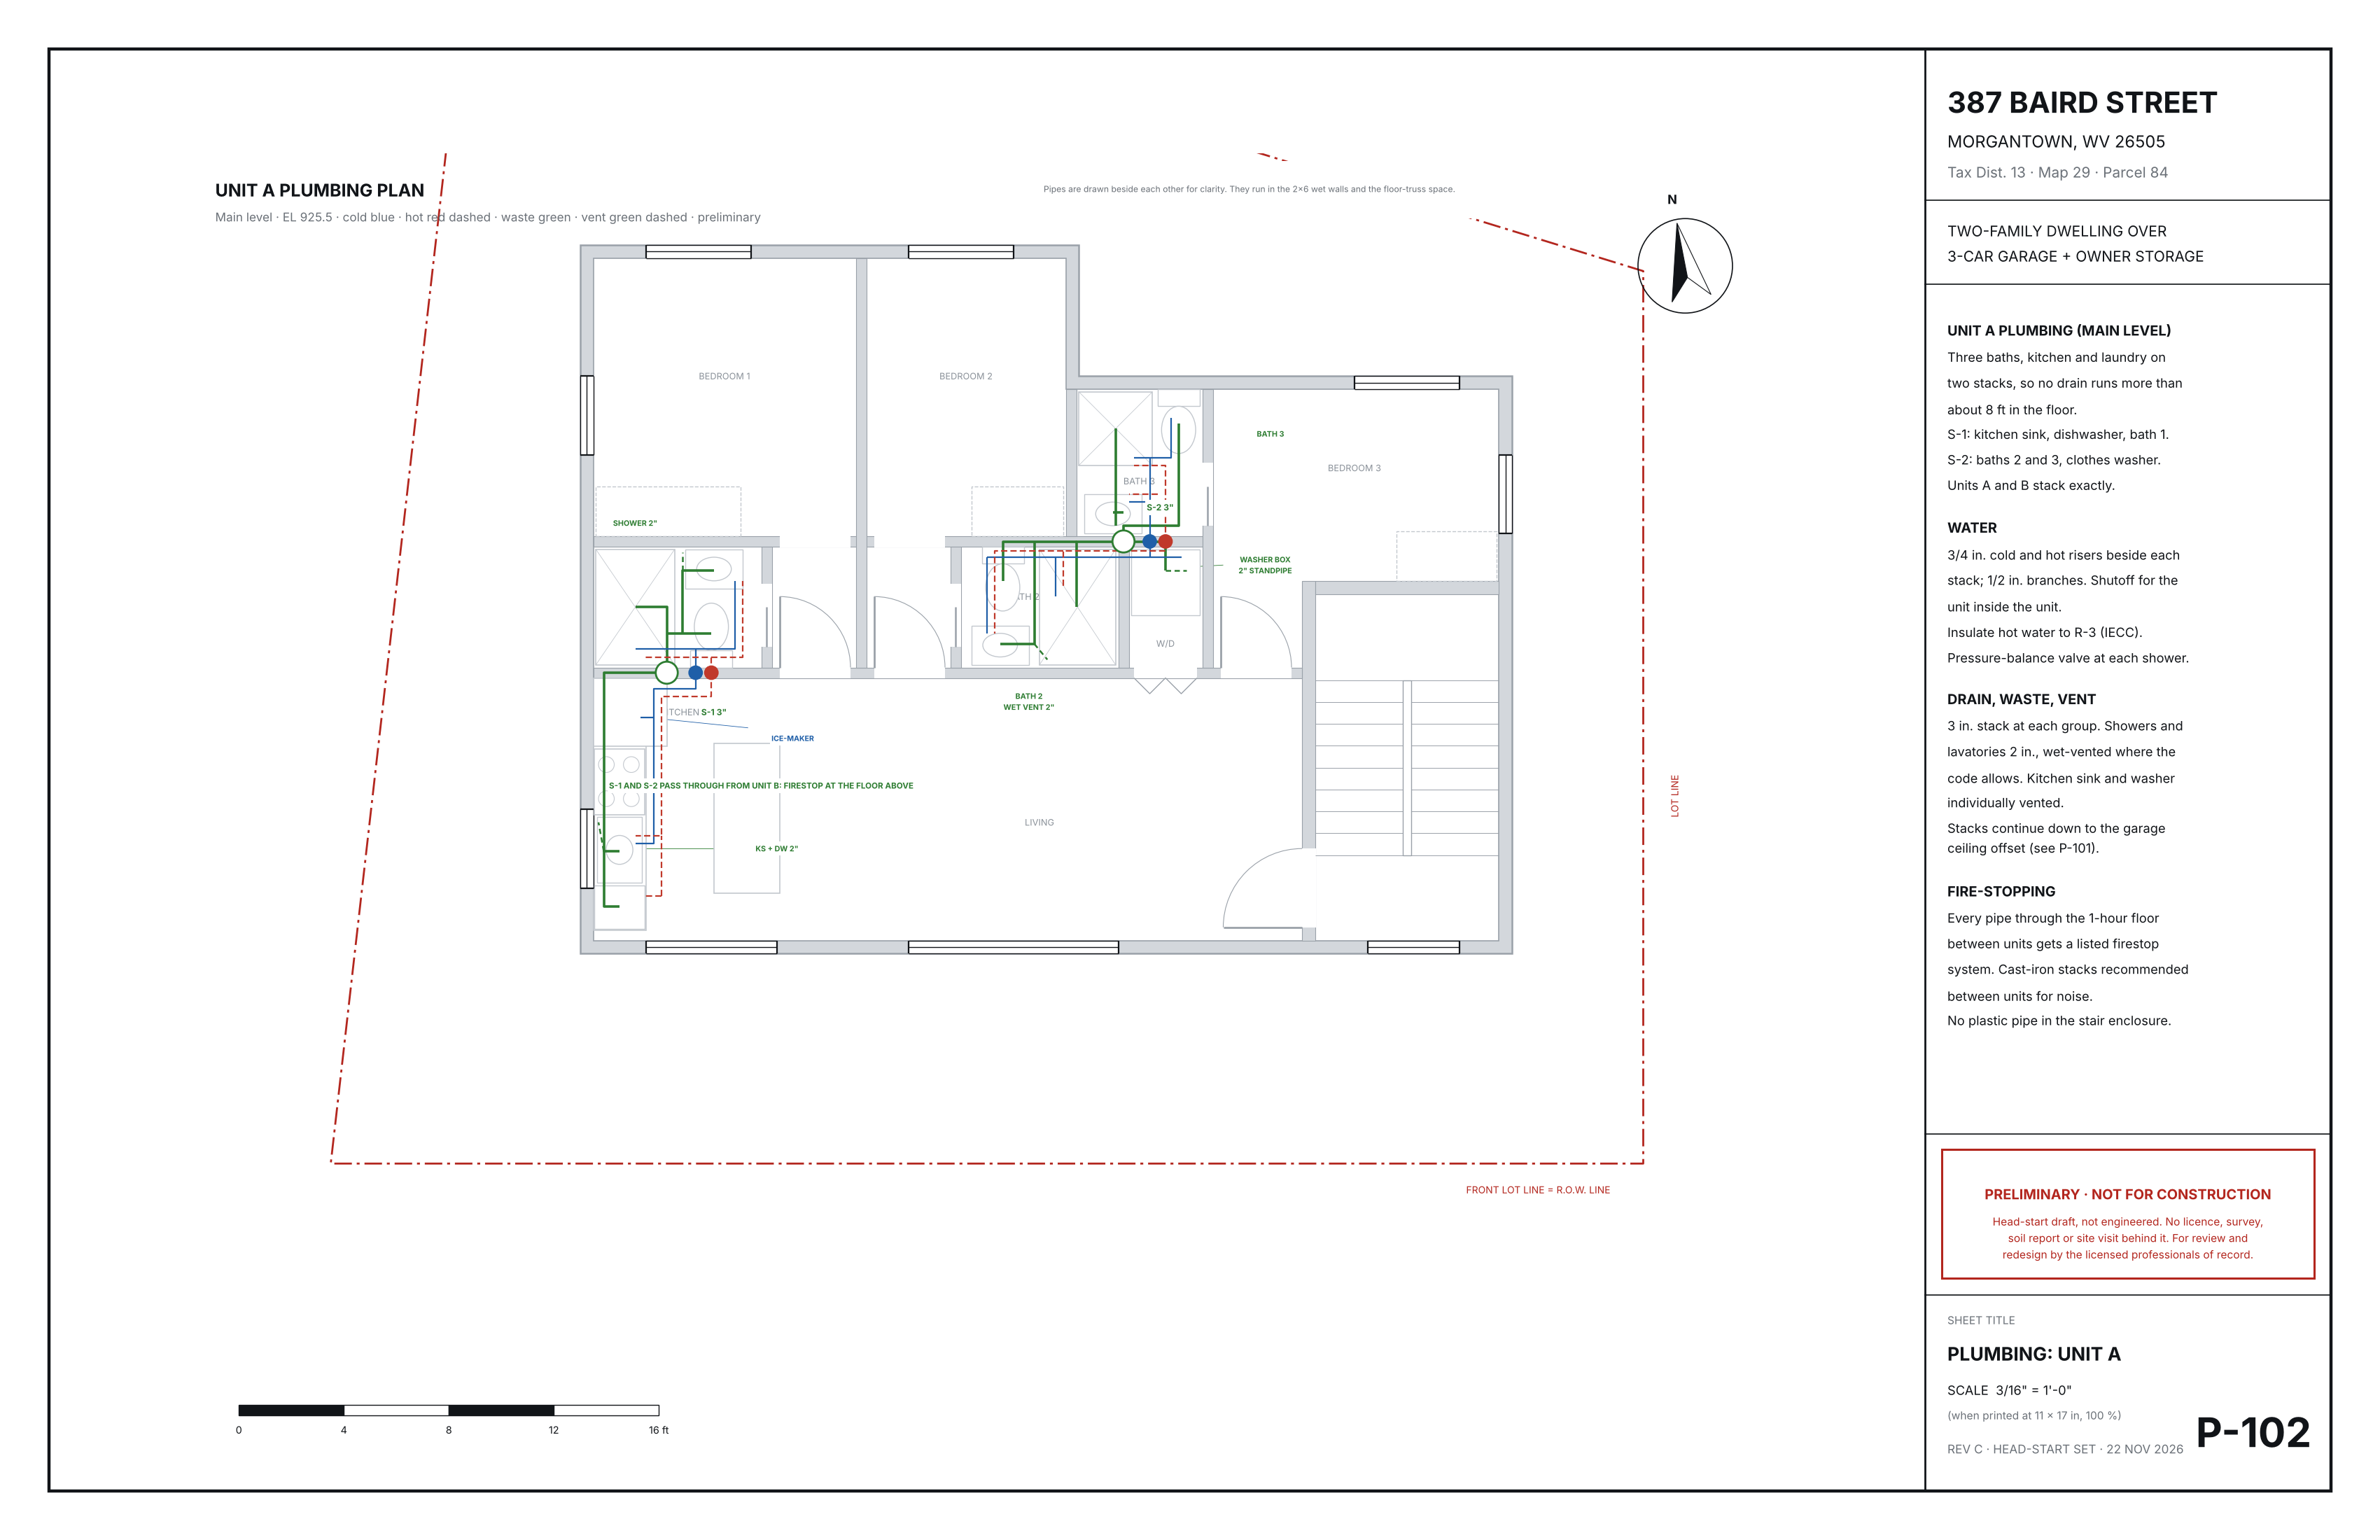 UNIT A PLUMBING PLAN
Main level · EL 925.5 · cold blue · hot red dashed · waste green · vent green dashed · preliminary
Pipes are drawn beside each other for clarity. They run in the 2×6 wet walls and the floor-truss space.
N
BEDROOM 1
BEDROOM 2
BATH 3
BEDROOM 3
BATH 3
S-2 3"
SHOWER 2"
WASHER BOX
2" STANDPIPE
TH 2
W/D
BATH 2
WET VENT 2"
TCHEN
S-1 3"
ICE-MAKER
S-1 AND S-2 PASS THROUGH FROM UNIT B: FIRESTOP AT THE FLOOR ABOVE
LIVING
KS + DW 2"
LOT LINE
FRONT LOT LINE = R.O.W. LINE
0
4
8
12
16 ft
387 BAIRD STREET
MORGANTOWN, WV 26505
Tax Dist. 13 · Map 29 · Parcel 84
TWO-FAMILY DWELLING OVER
3-CAR GARAGE + OWNER STORAGE
UNIT A PLUMBING (MAIN LEVEL)
Three baths, kitchen and laundry on
two stacks, so no drain runs more than
about 8 ft in the floor.
S-1: kitchen sink, dishwasher, bath 1.
S-2: baths 2 and 3, clothes washer.
Units A and B stack exactly.
WATER
3/4 in. cold and hot risers beside each
stack; 1/2 in. branches. Shutoff for the
unit inside the unit.
Insulate hot water to R-3 (IECC).
Pressure-balance valve at each shower.
DRAIN, WASTE, VENT
3 in. stack at each group. Showers and
lavatories 2 in., wet-vented where the
code allows. Kitchen sink and washer
individually vented.
Stacks continue down to the garage
ceiling offset (see P-101).
FIRE-STOPPING
Every pipe through the 1-hour floor
between units gets a listed firestop
system. Cast-iron stacks recommended
between units for noise.
No plastic pipe in the stair enclosure.
PRELIMINARY · NOT FOR CONSTRUCTION
Head-start draft, not engineered. No licence, survey,
soil report or site visit behind it. For review and
redesign by the licensed professionals of record.
SHEET TITLE
PLUMBING: UNIT A
SCALE 3/16" = 1'-0"
(when printed at 11 × 17 in, 100 %)
REV C · HEAD-START SET · 22 NOV 2026
P-102